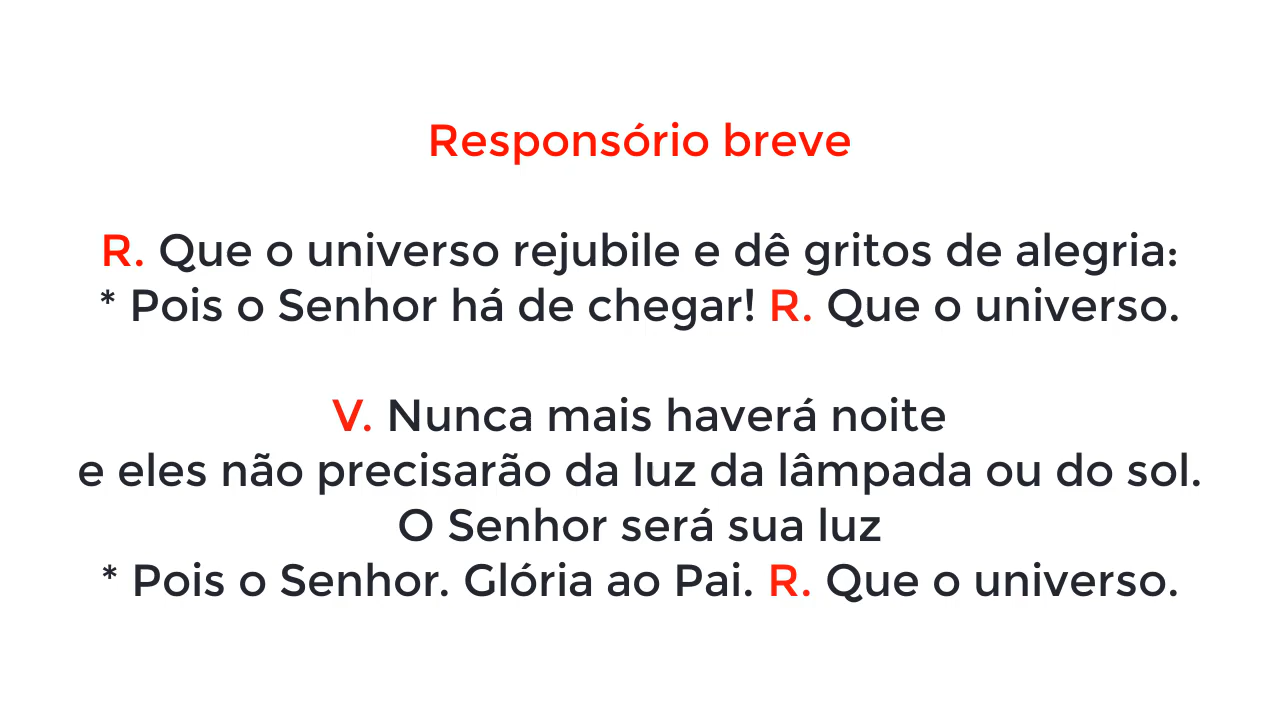 Responsório breve
R. Que o universo rejubile e dê gritos de alegria:
* Pois o Senhor há de chegar! R. Que o universo.
V. Nunca mais haverá noite
e eles não precisarão da luz da lâmpada ou do sol.
O Senhor será sua luz
* Pois o Senhor. Glória ao Pai. R. Que o universo.